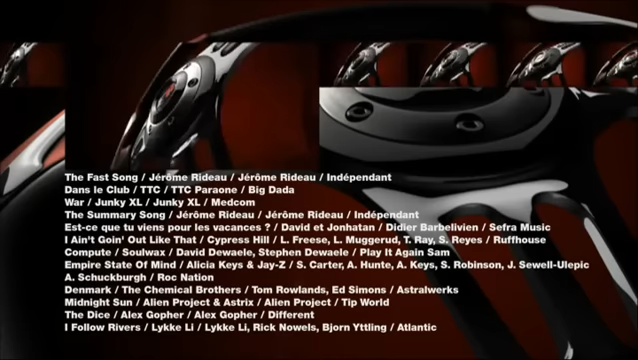 The Fast Song / Jérôme Rideau / Jérôme Rideau / Indépendant
Dans le Club / TTC / TTC Paraone / Big Dada
War / Junky XL / Junky XL / Medcom
The Summary Song / Jérôme Rideau / Jérôme Rideau / Indépendant
Est-ce que tu viens pour les vacances ? / David et Jonhatan / Didier Barbelivien / Sefra Music
I Ain't Goin' Out Like That / Cypress Hill / L. Freese, L. Muggerud, T. Ray, S. Reyes / Ruffhouse
Compute / Soulwax / David Dewaele, Stephen Dewaele / Play It Again Sam
Empire State Of Mind / Alicia Keys & Jay-Z / S. Carter, A. Hunte, A. Keys, S. Robinson, J. Sewell-Ulepic
A. Schuckburgh / Roc Nation
Denmark / The Chemical Brothers / Tom Rowlands, Ed Simons / Astralwerks
Midnight Sun / Alien Project & Astrix / Alien Project / Tip World
The Dice / Alex Gopher / Alex Gopher / Different
I Follow Rivers / Lykke Li / Lykke Li, Rick Nowels, Bjorn Yttling / Atlantic